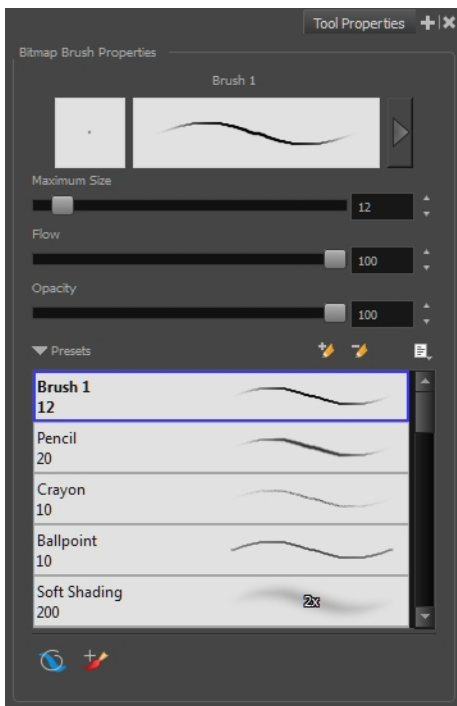 Tool Properties
Bitmap Brush Properties
Brush 1
Maximum Size
12
Flow
100
Opacity
100
Presets
Brush 1
12
Pencil
20
Crayon
10
Ballpoint
10
Soft Shading
200
2x